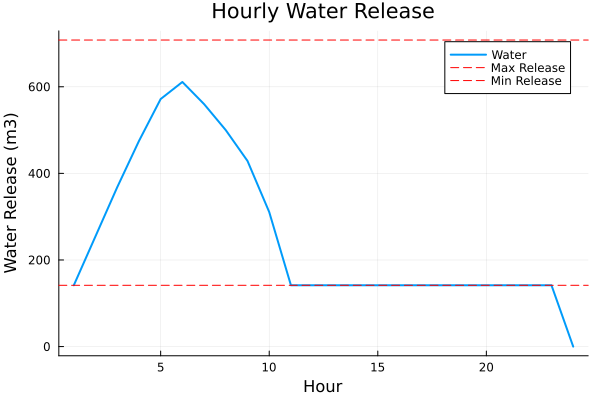 Hourly Water Release
Water
Max Release
Min Release
Water Release (m3)
600
400
200
0
5 10 15 20
Hour